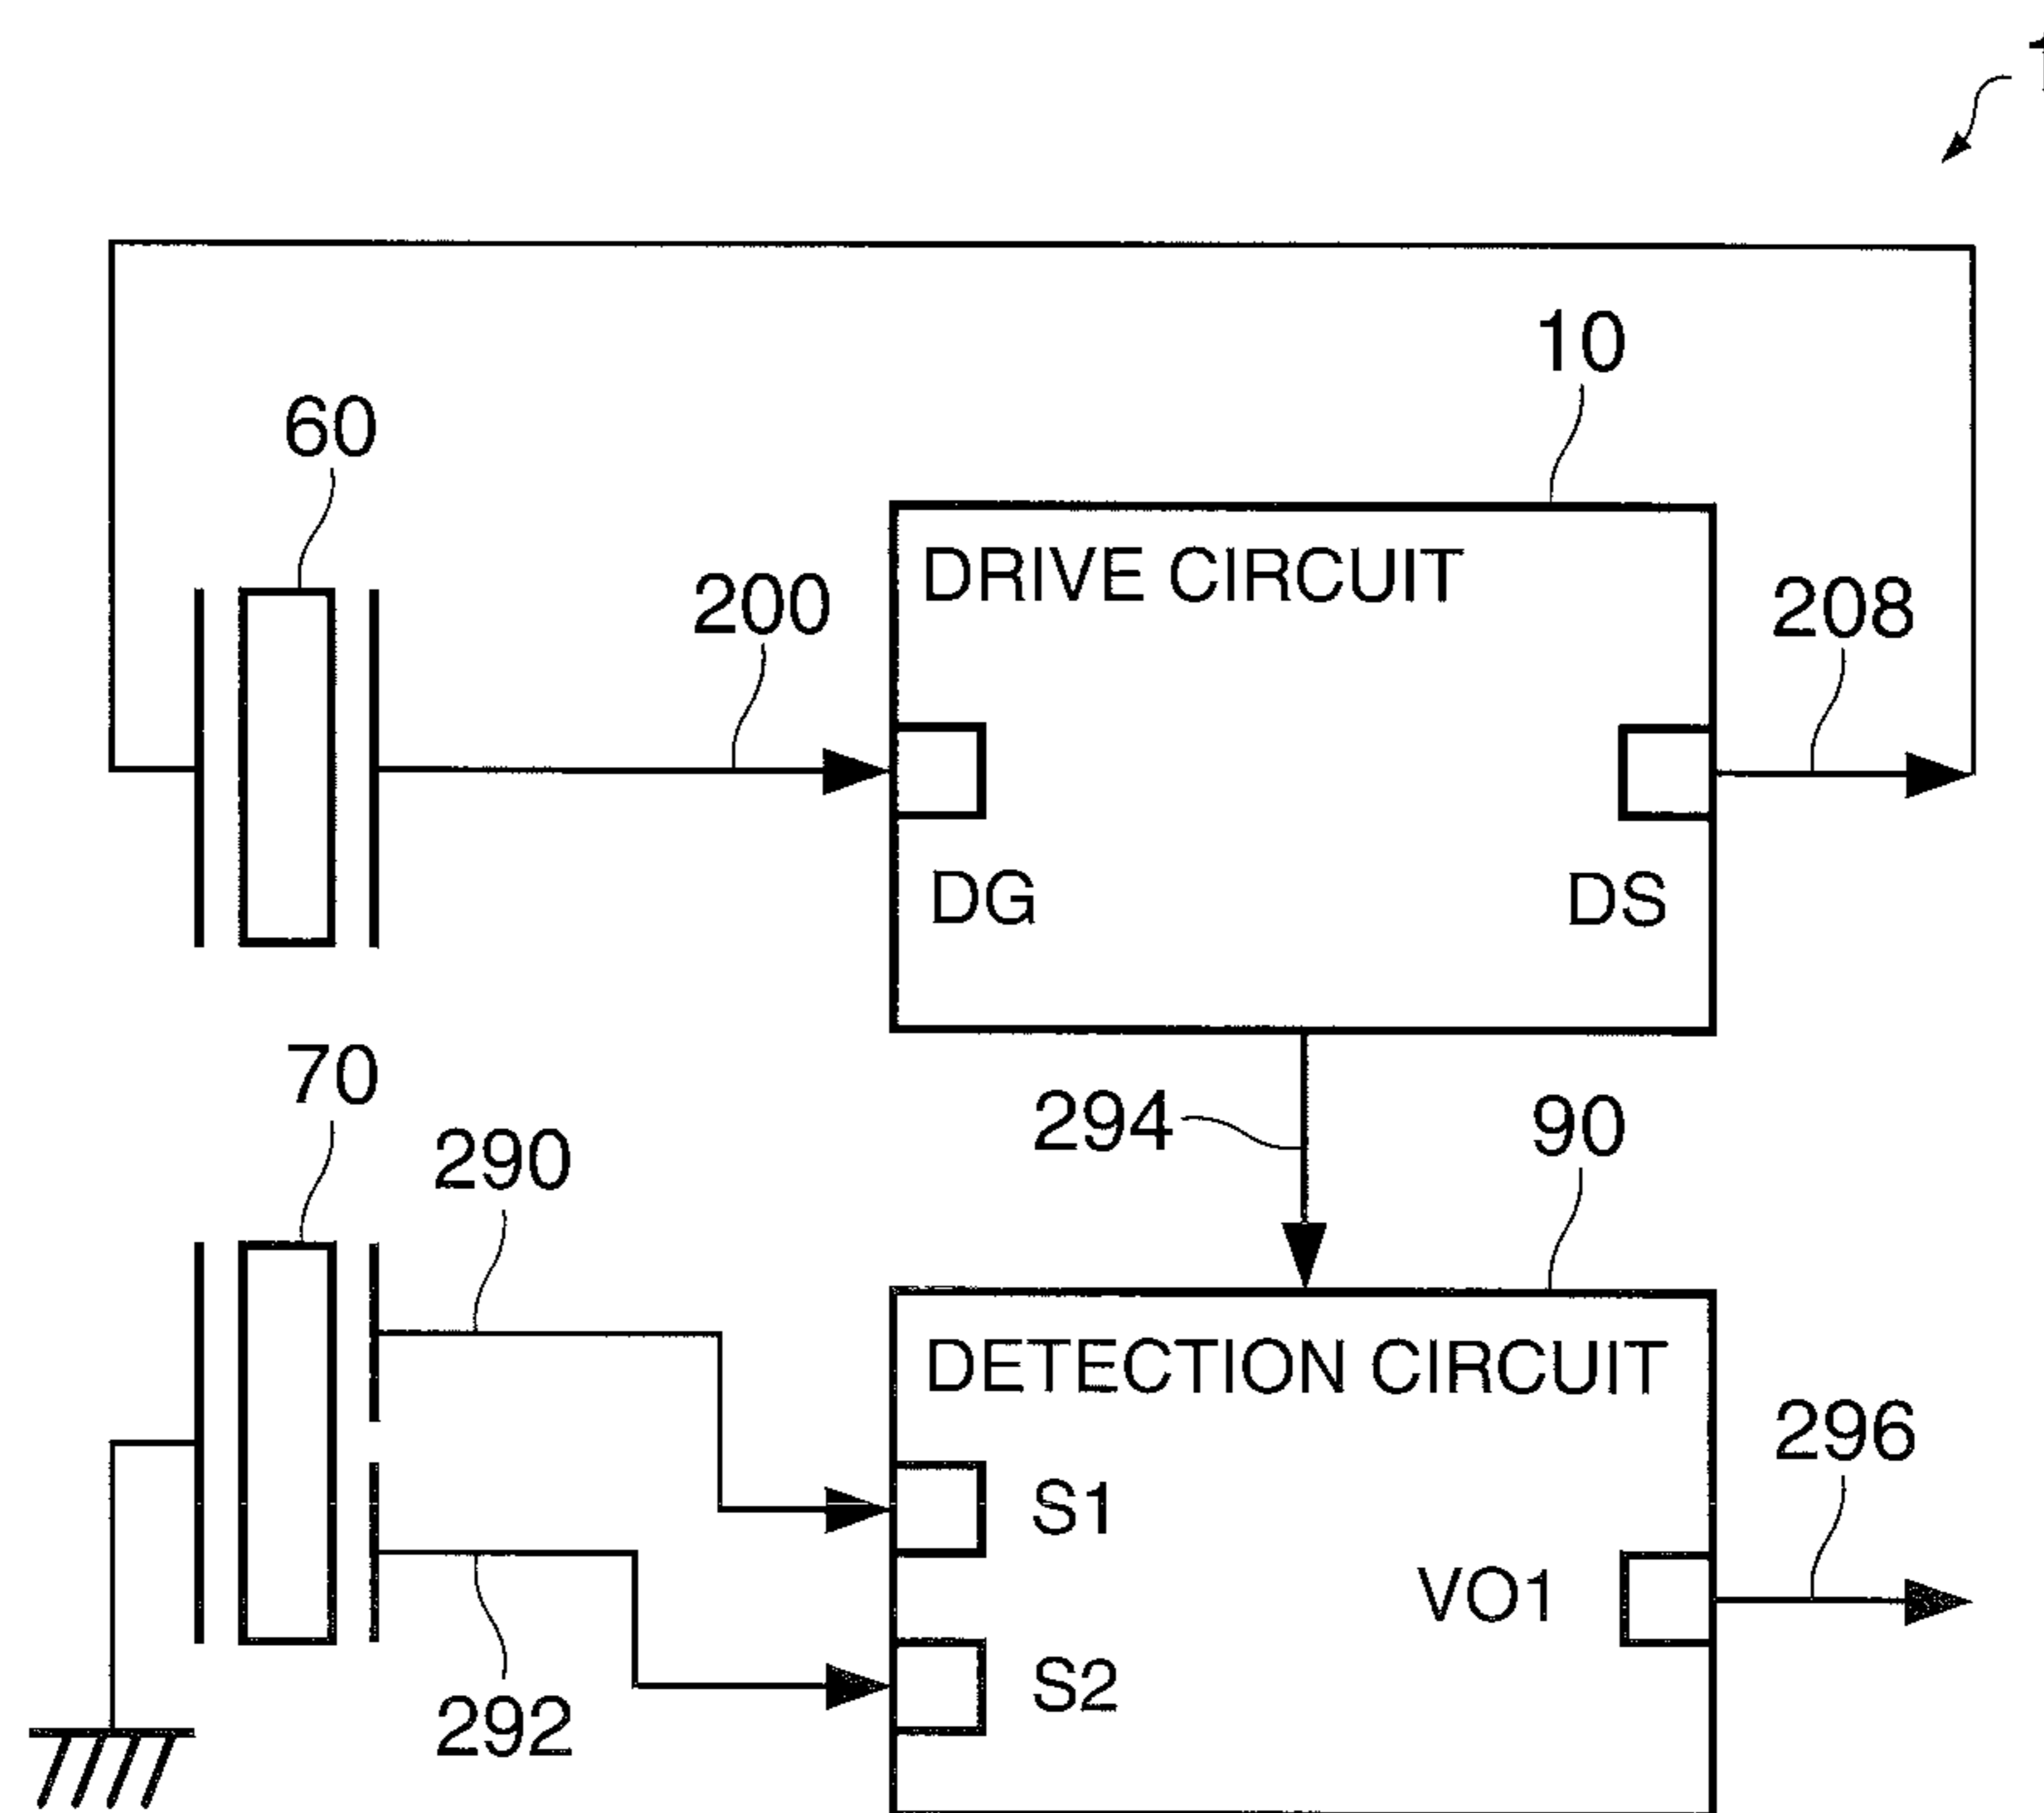 10
60
DRIVE CIRCUIT
200
208
DG
DS
70
294
90
290
DETECTION CIRCUIT
296
S1
VO1
S2
292